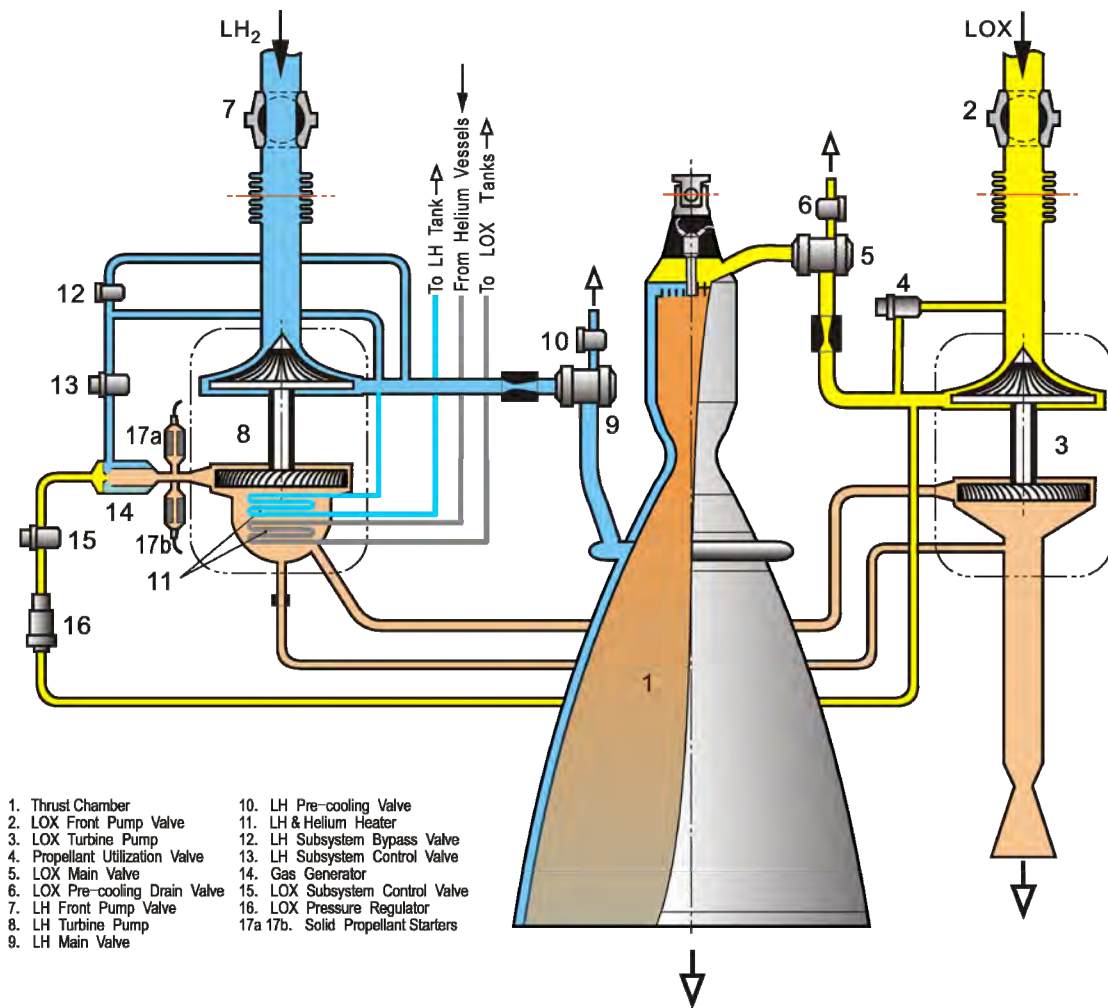 LH2
LOX
7
2
To LH Tank
From Helium Vessels
To LOX Tanks
6
5
12
4
10
13
9
17a
8
3
14
15
17b
11
16
1
1. Thrust Chamber
2. LOX Front Pump Valve
3. LOX Turbine Pump
4. Propellant Utilization Valve
5. LOX Main Valve
6. LOX Pre-cooling Drain Valve
7. LH Front Pump Valve
8. LH Turbine Pump
9. LH Main Valve
10. LH Pre-cooling Valve
11. LH & Helium Heater
12. LH Subsystem Bypass Valve
13. LH Subsystem Control Valve
14. Gas Generator
15. LOX Subsystem Control Valve
16. LOX Pressure Regulator
17a 17b. Solid Propellant Starters